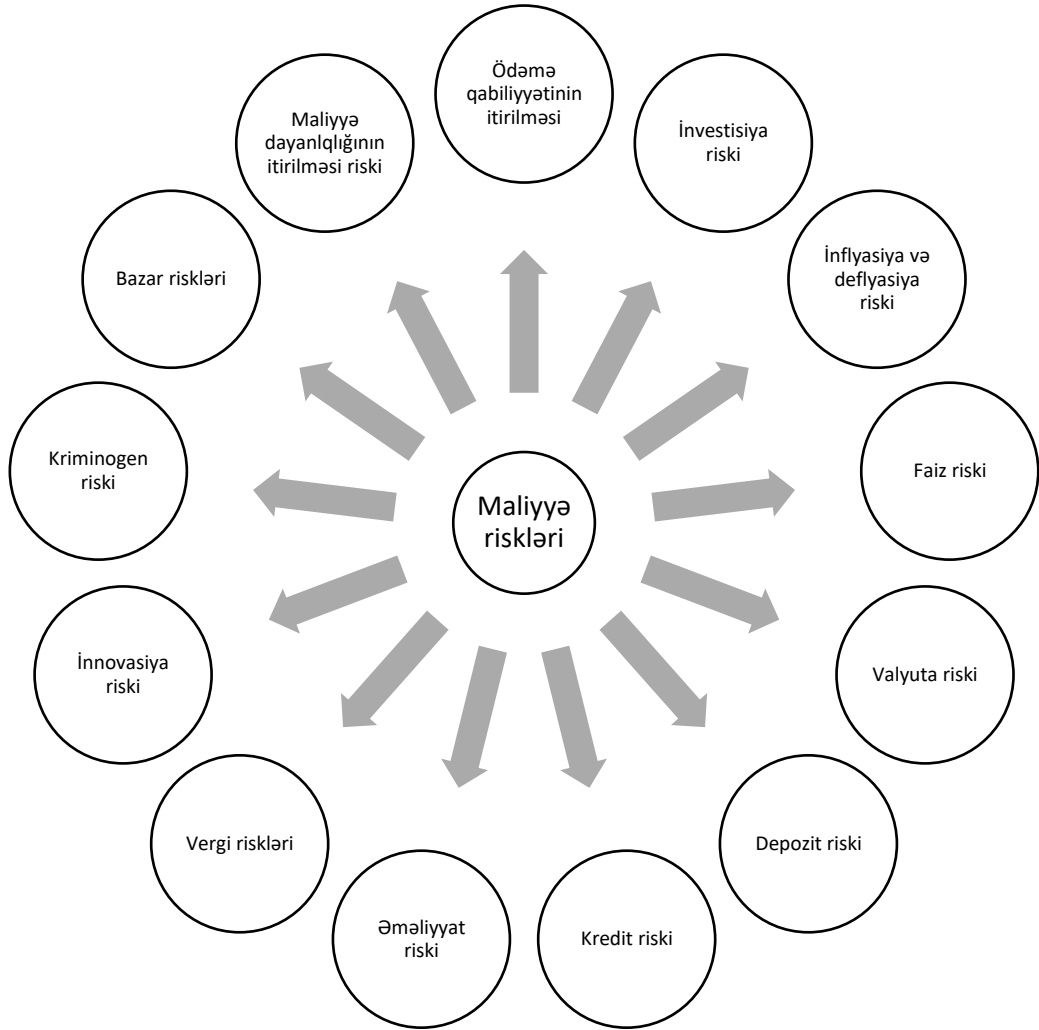 Ödəmə
qabiliyyətinin
itirilməsi
İnvestisiya
riski
İnflyasiya və
deflyasiya
riski
Faiz riski
Valyuta riski
Depozit riski
Kredit riski
Əməliyyat
riski
Vergi riskləri
İnnovasiya
riski
Kriminogen
riski
Bazar riskləri
Maliyyə
dayanlqlığının
itirilməsi riski
Maliyyə
riskləri